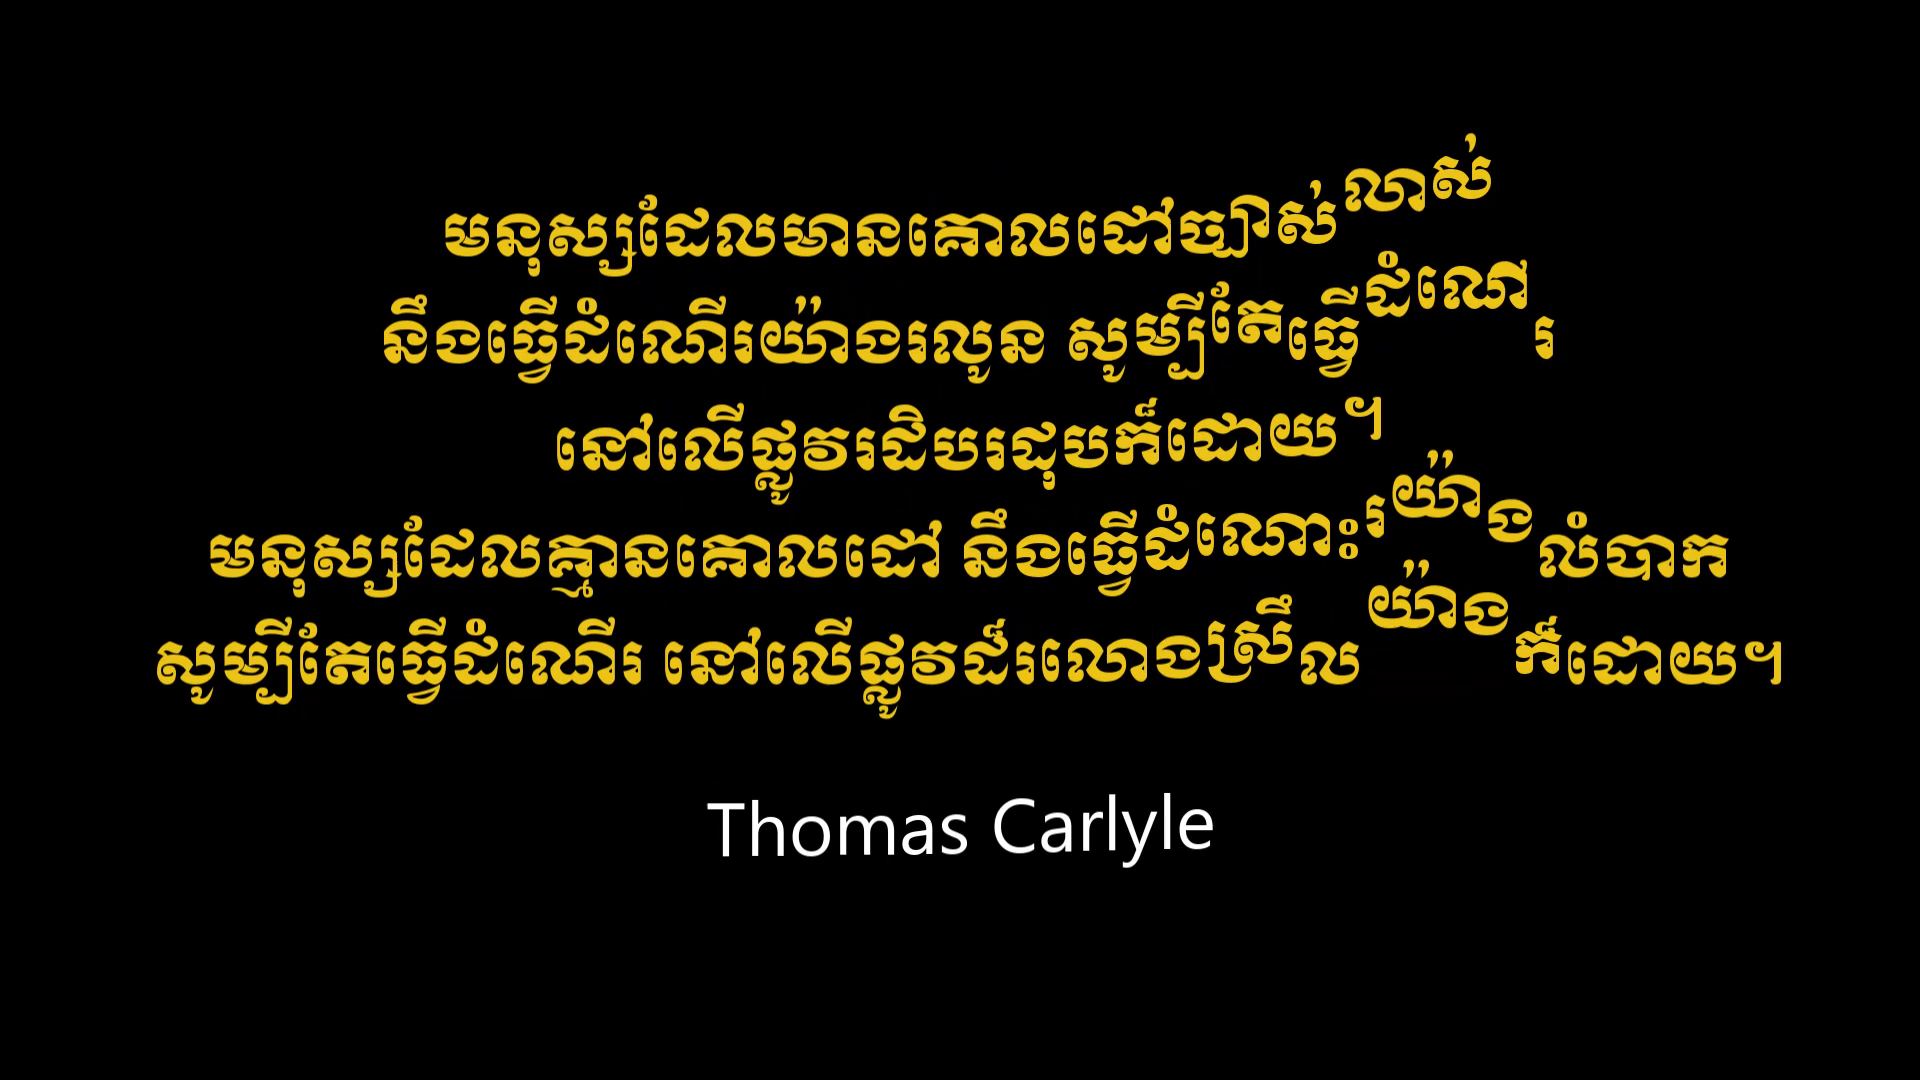 មនុស្សដែលមានគោលដៅច្បាស់លាស់
នឹងធ្វើដំណើរយ៉ាងរលូន សូម្បីតែធ្វើដំណើរ
នៅលើផ្លូវរដិបរដុបក៏ដោយ។
មនុស្សដែលគ្មានគោលដៅ នឹងធ្វើដំណោះរយ៉ាងលំបាក
សូម្បីតែធ្វើដំណើរ នៅលើផ្លូវដ៏រលោងស្រឹលយ៉ាងក៏ដោយ។
Thomas Carlyle